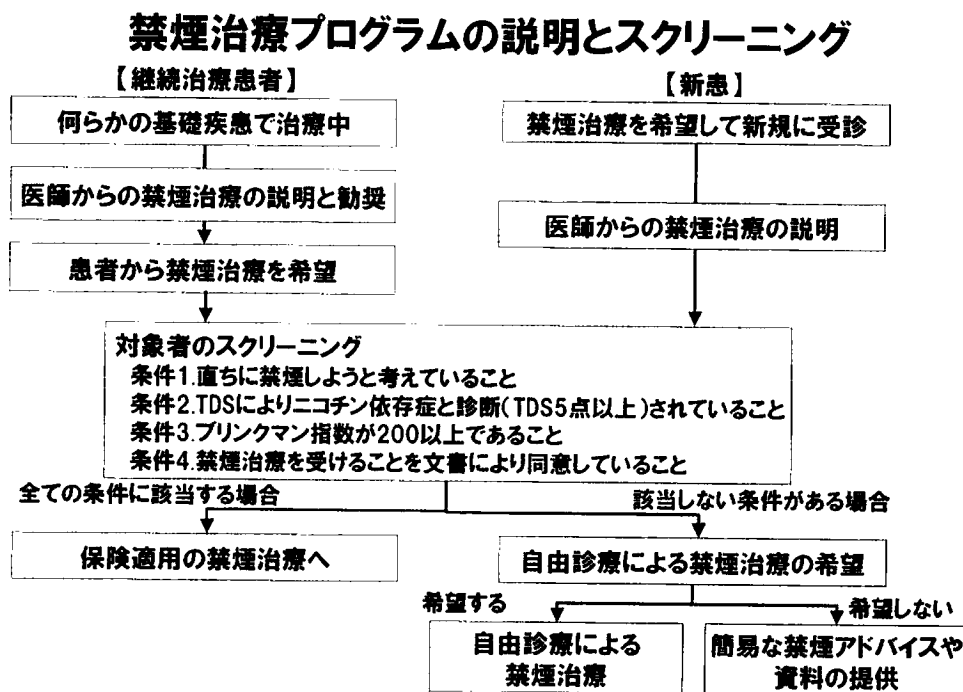 禁煙治療プログラムの説明とスクリーニング
【継続治療患者】
何らかの基礎疾患で治療中
医師からの禁煙治療の説明と勧奨
患者から禁煙治療を希望
【新患】
禁煙治療を希望して新規に受診
医師からの禁煙治療の説明
対象者のスクリーニング
条件1.直ちに禁煙しようと考えていること
条件2.TDSによりニコチン依存症と診断(TDS5点以上)されていること
条件3.ブリンクマン指数が200以上であること
条件4.禁煙治療を受けることを文書により同意していること
全ての条件に該当する場合
該当しない条件がある場合
保険適用の禁煙治療へ
自由診療による禁煙治療の希望
希望する
希望しない
自由診療による
禁煙治療
簡易な禁煙アドバイスや
資料の提供